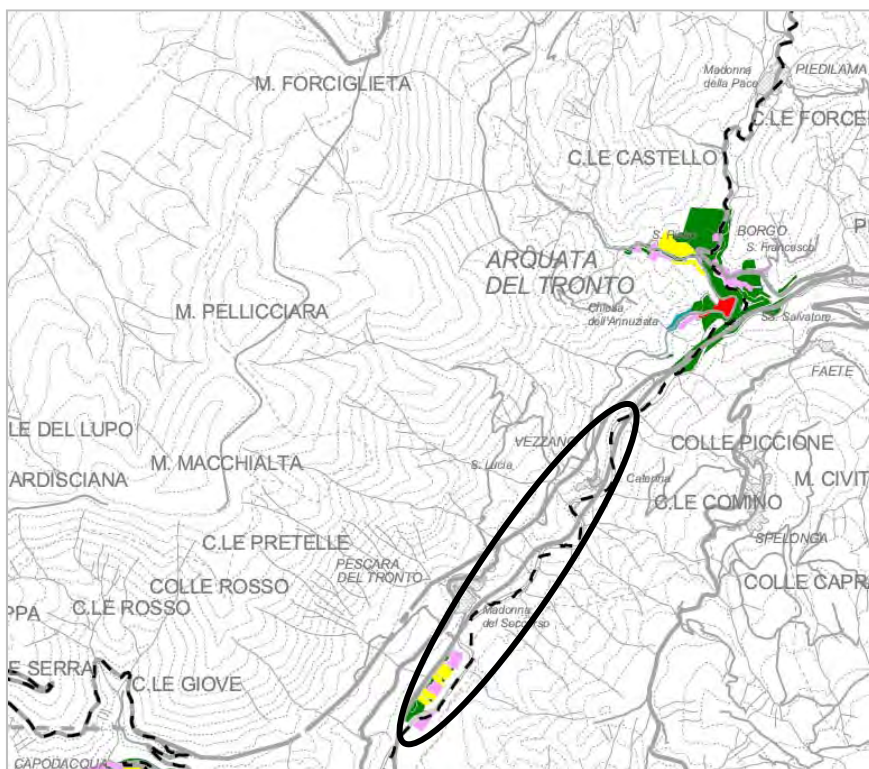 Madonna
della Pace
PIEDILAMA
M. FORCIGLIETA
C.LE FORCE
C.LE CASTELLO
BORGO
S. Francesco
ARQUATA
DEL TRONTO
Chiesa
dell'Annuziata
SS. Salvatore
M. PELLICCIARA
FAETE
LE DEL LUPO
VEZZANO
COLLE PICCIONE
M. MACCHIALTA
S. Lucia
ARDISCIANA
Caterina
M. CIVIT
C.LE COMINO
C.LE PRETELLE
SPELONGA
PESCARA
DEL TRONTO
COLLE ROSSO
COLLE CAPRA
PPA
C.LE ROSSO
Madonna
del Soccorso
E SERRA
C.LE GIOVE
CAPODACQUA